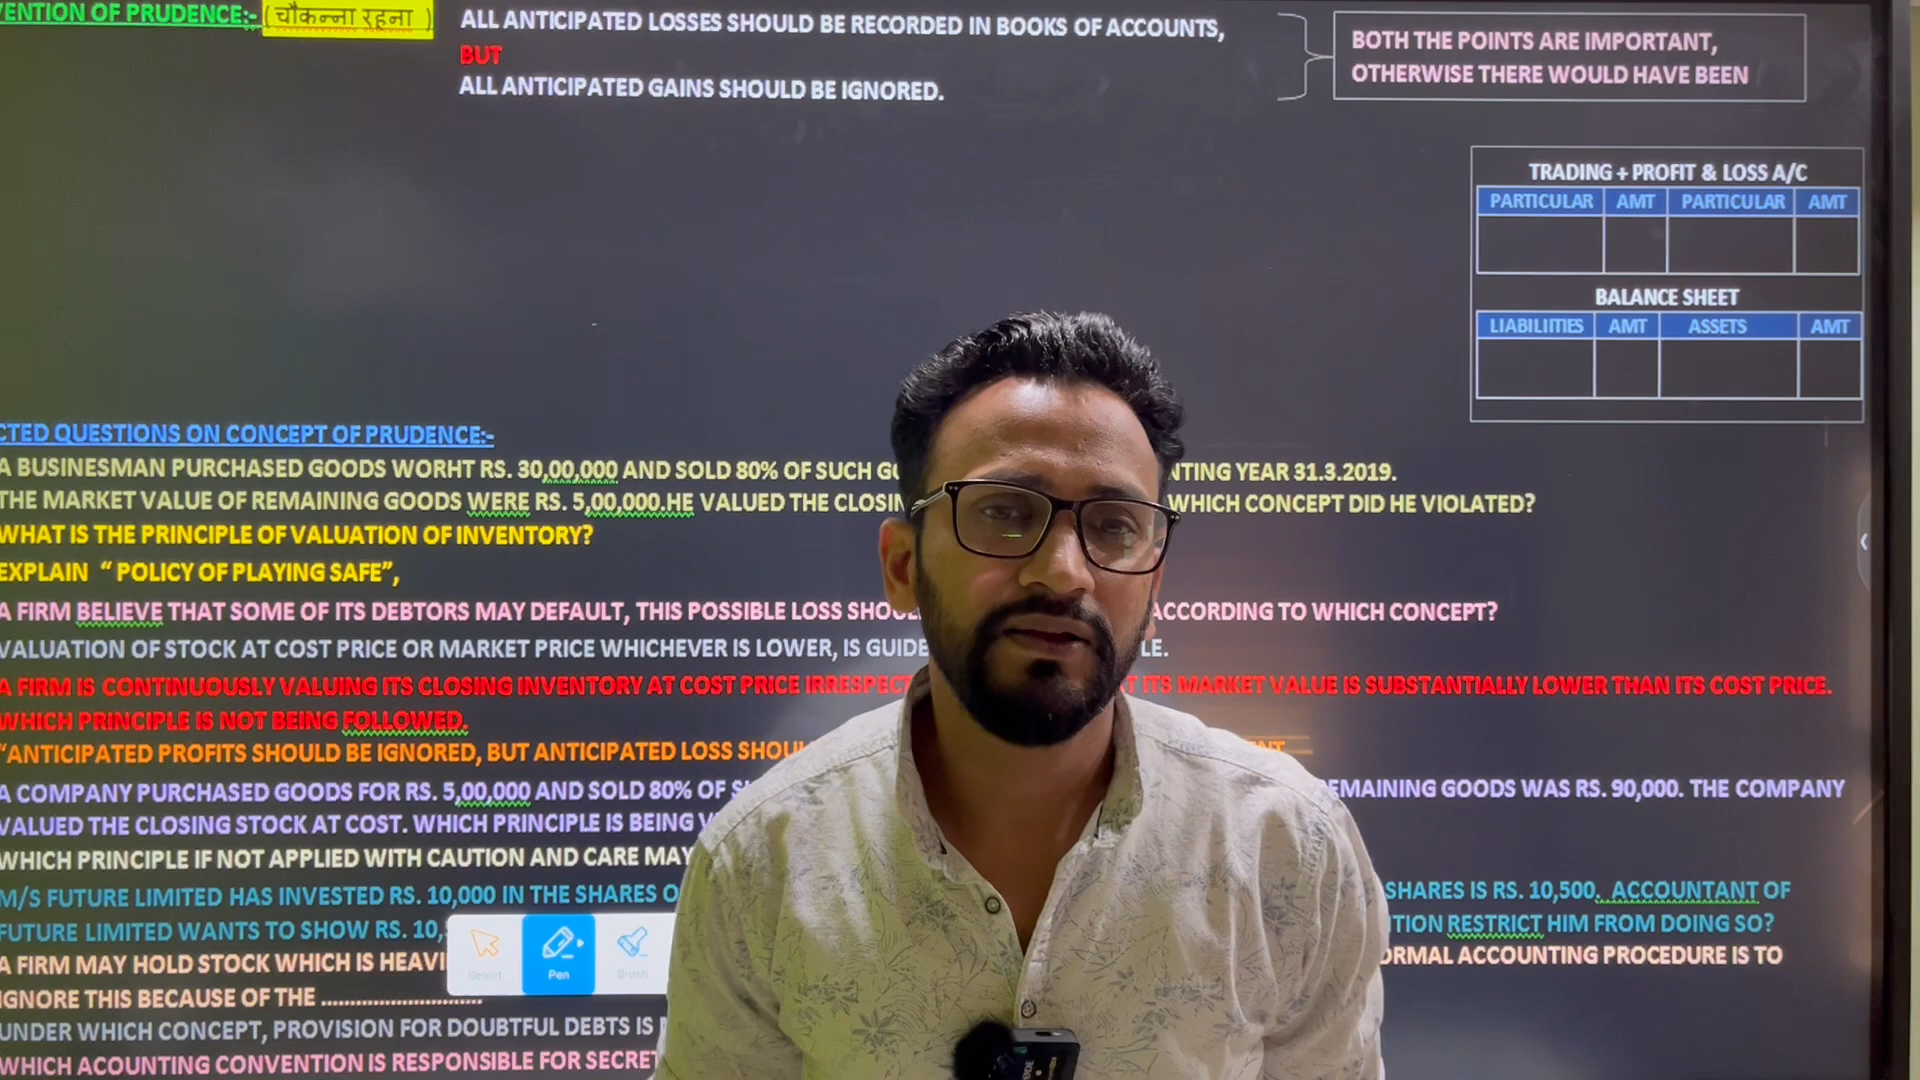 VENTION OF PRUDENCE:- (चौकन्ना रहना )
ALL ANTICIPATED LOSSES SHOULD BE RECORDED IN BOOKS OF ACCOUNTS,
BUT
ALL ANTICIPATED GAINS SHOULD BE IGNORED.
BOTH THE POINTS ARE IMPORTANT,
OTHERWISE THERE WOULD HAVE BEEN
TRADING + PROFIT & LOSS A/C
PARTICULAR AMT PARTICULAR AMT
BALANCE SHEET
LIABILIITIES AMT ASSETS AMT
CTED QUESTIONS ON CONCEPT OF PRUDENCE:-
A BUSINESMAN PURCHASED GOODS WORHT RS. 30,00,000 AND SOLD 80% OF SUCH GO NTING YEAR 31.3.2019.
THE MARKET VALUE OF REMAINING GOODS WERE RS. 5,00,000.HE VALUED THE CLOSIN WHICH CONCEPT DID HE VIOLATED?
WHAT IS THE PRINCIPLE OF VALUATION OF INVENTORY?
EXPLAIN “ POLICY OF PLAYING SAFE”,
A FIRM BELIEVE THAT SOME OF ITS DEBTORS MAY DEFAULT, THIS POSSIBLE LOSS SHOU ACCORDING TO WHICH CONCEPT?
VALUATION OF STOCK AT COST PRICE OR MARKET PRICE WHICHEVER IS LOWER, IS GUIDE LE.
A FIRM IS CONTINUOUSLY VALUING ITS CLOSING INVENTORY AT COST PRICE IRRESPECT T ITS MARKET VALUE IS SUBSTANTIALLY LOWER THAN ITS COST PRICE.
WHICH PRINCIPLE IS NOT BEING FOLLOWED.
“ANTICIPATED PROFITS SHOULD BE IGNORED, BUT ANTICIPATED LOSS SHOUL
A COMPANY PURCHASED GOODS FOR RS. 5,00,000 AND SOLD 80% OF S EMAINING GOODS WAS RS. 90,000. THE COMPANY
VALUED THE CLOSING STOCK AT COST. WHICH PRINCIPLE IS BEING V
WHICH PRINCIPLE IF NOT APPLIED WITH CAUTION AND CARE MAY
M/S FUTURE LIMITED HAS INVESTED RS. 10,000 IN THE SHARES O SHARES IS RS. 10,500. ACCOUNTANT OF
FUTURE LIMITED WANTS TO SHOW RS. 10, TION RESTRICT HIM FROM DOING SO?
A FIRM MAY HOLD STOCK WHICH IS HEAVI ORMAL ACCOUNTING PROCEDURE IS TO
IGNORE THIS BECAUSE OF THE ............................
Select Pen Brush
UNDER WHICH CONCEPT, PROVISION FOR DOUBTFUL DEBTS IS
WHICH ACOUNTING CONVENTION IS RESPONSIBLE FOR SECRET